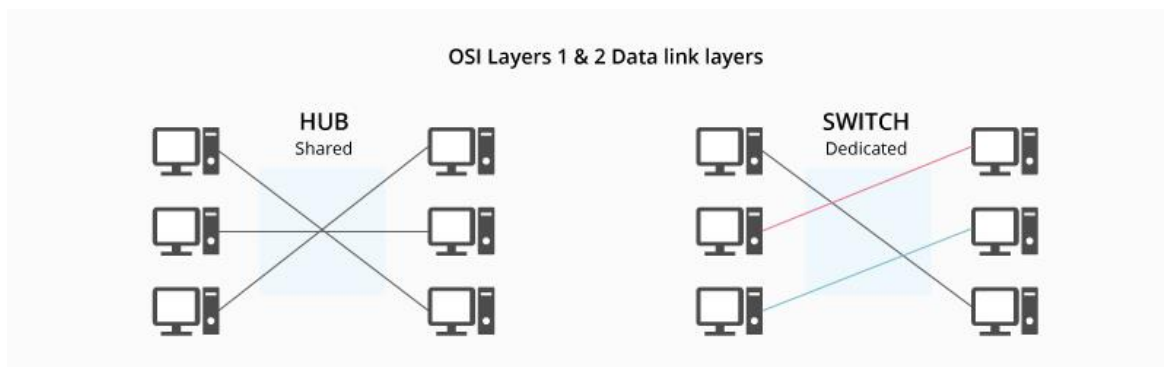 OSI Layers 1 & 2 Data link layers
HUB
Shared
SWITCH
Dedicated